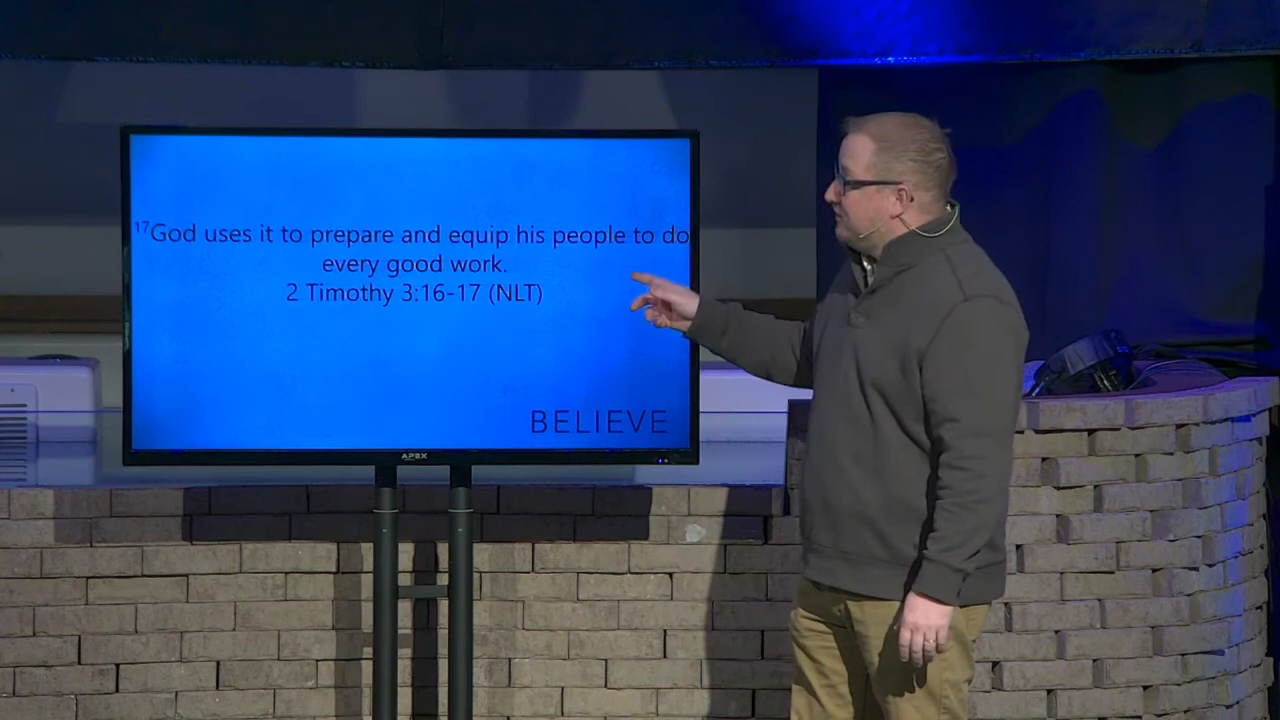 ¹⁷God uses it to prepare and equip his people to do
every good work.
2 Timothy 3:16-17 (NLT)
BELIEVE
APEX